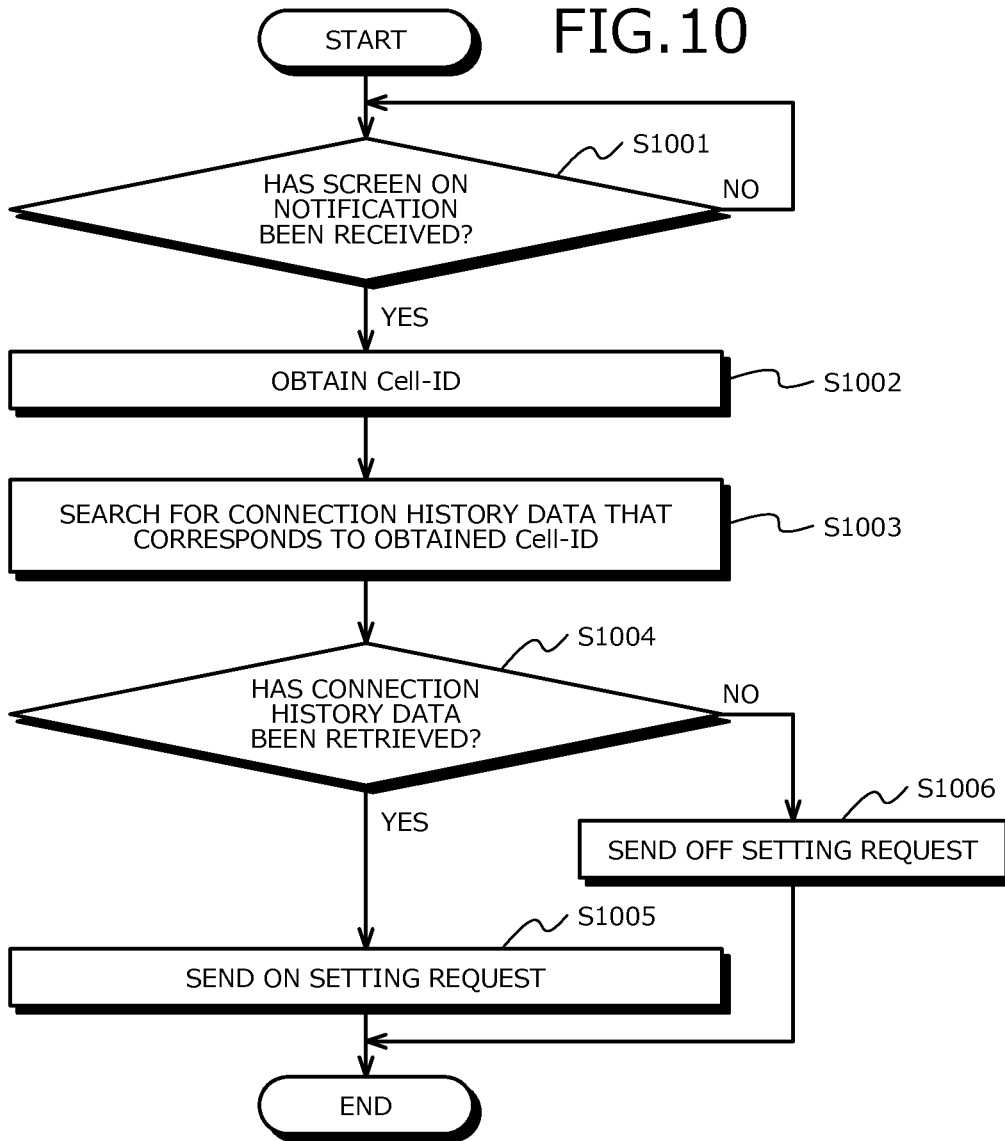 FIG.10
START
S1001
HAS SCREEN ON
NOTIFICATION
BEEN RECEIVED?
NO
YES
OBTAIN Cell-ID
S1002
SEARCH FOR CONNECTION HISTORY DATA THAT
CORRESPONDS TO OBTAINED Cell-ID
S1003
S1004
HAS CONNECTION
HISTORY DATA
BEEN RETRIEVED?
NO
YES
S1006
SEND OFF SETTING REQUEST
S1005
SEND ON SETTING REQUEST
END